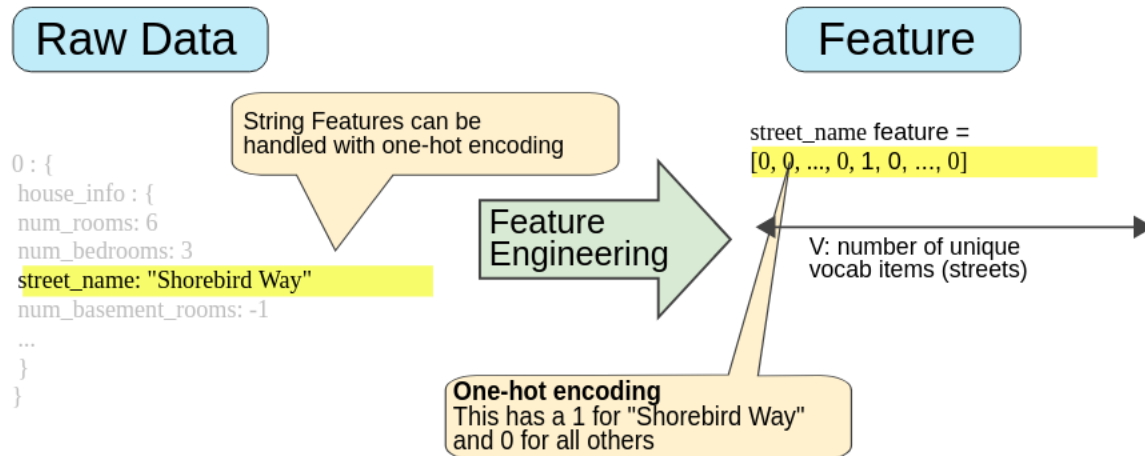 Raw Data
Feature
String Features can be
handled with one-hot encoding
0 : {
house_info : {
num_rooms: 6
num_bedrooms: 3
street_name: "Shorebird Way"
num_basement_rooms: -1
...
}
}
Feature
Engineering
street_name feature =
[0, 0, ..., 0, 1, 0, ..., 0]
V: number of unique
vocab items (streets)
One-hot encoding
This has a 1 for "Shorebird Way"
and 0 for all others